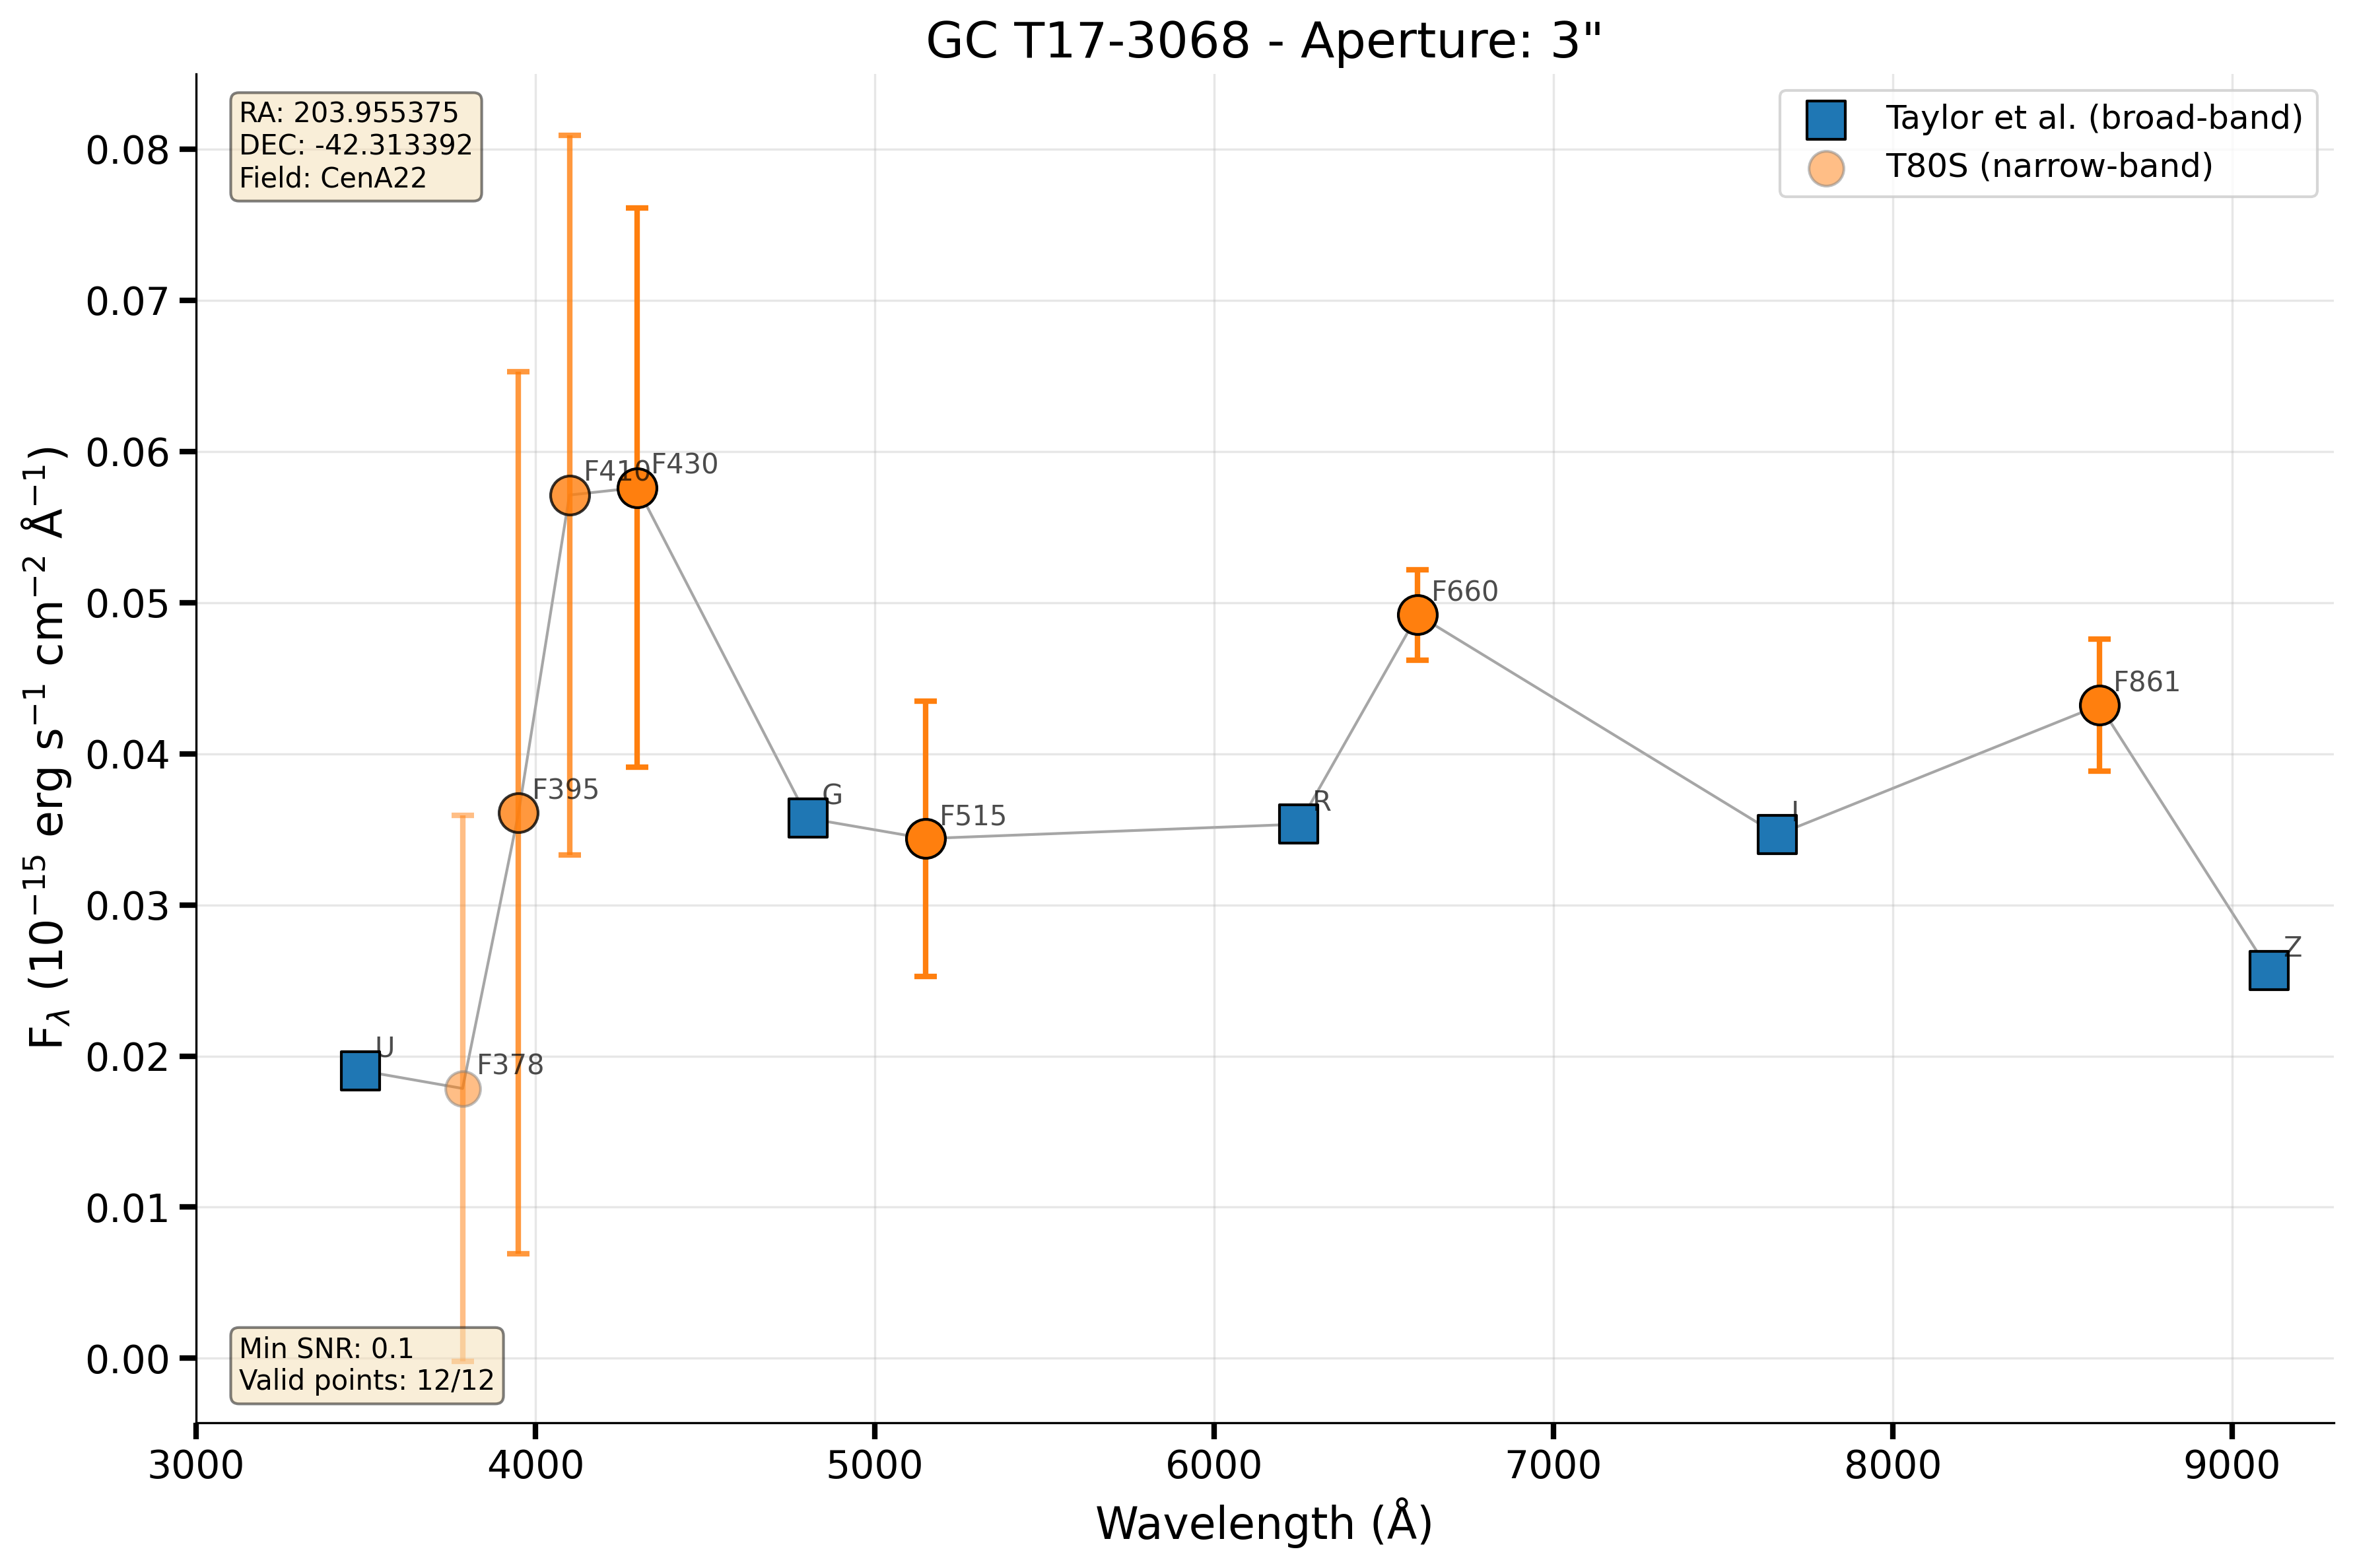 GC T17-3068 - Aperture: 3"
RA: 203.955375
DEC: -42.313392
Field: CenA22
Taylor et al. (broad-band)
T80S (narrow-band)
0.08
0.07
0.06
0.05
0.04
0.03
0.02
0.01
0.00
F_λ (10⁻¹⁵ erg s⁻¹ cm⁻² Å⁻¹)
U
F378
F395
F410
F430
G
F515
R
F660
I
F861
Z
Min SNR: 0.1
Valid points: 12/12
3000
4000
5000
6000
7000
8000
9000
Wavelength (Å)